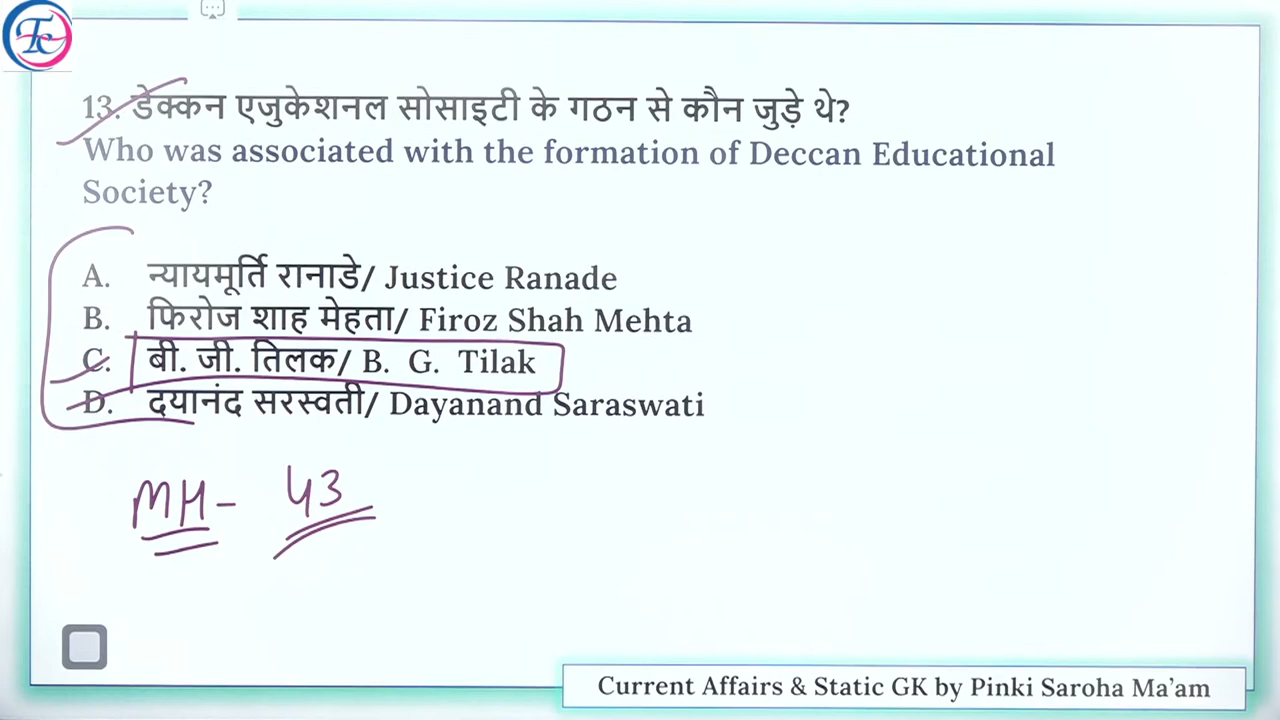 Tc
13. डेक्कन एजुकेशनल सोसाइटी के गठन से कौन जुड़े थे?
Who was associated with the formation of Deccan Educational
Society?
A. न्यायमूर्ति रानाडे/ Justice Ranade
B. फिरोज शाह मेहता/ Firoz Shah Mehta
C. बी. जी. तिलक/ B. G. Tilak
D. दयानंद सरस्वती/ Dayanand Saraswati
MH - 43
Current Affairs & Static GK by Pinki Saroha Ma'am